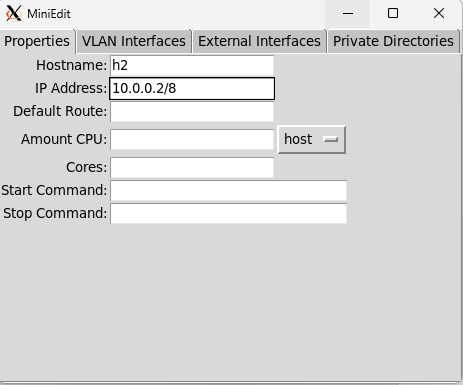 MiniEdit
Properties VLAN Interfaces External Interfaces Private Directories
Hostname: h2
IP Address: 10.0.0.2/8
Default Route:
Amount CPU: host
Cores:
Start Command:
Stop Command: